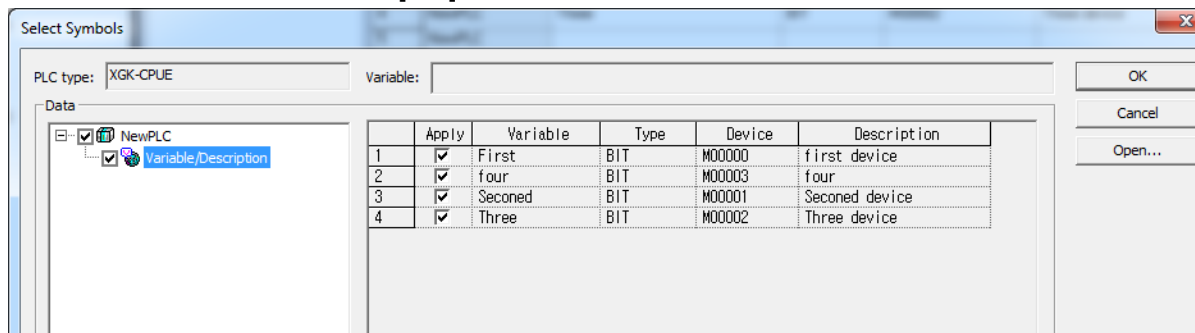 Select Symbols
PLC type: XGK-CPUE Variable: OK
Data
Cancel
Open...
NewPLC
Variable/Description
Apply Variable Type Device Description
1 First BIT M00000 first device
2 four BIT M00003 four
3 Seconed BIT M00001 Seconed device
4 Three BIT M00002 Three device